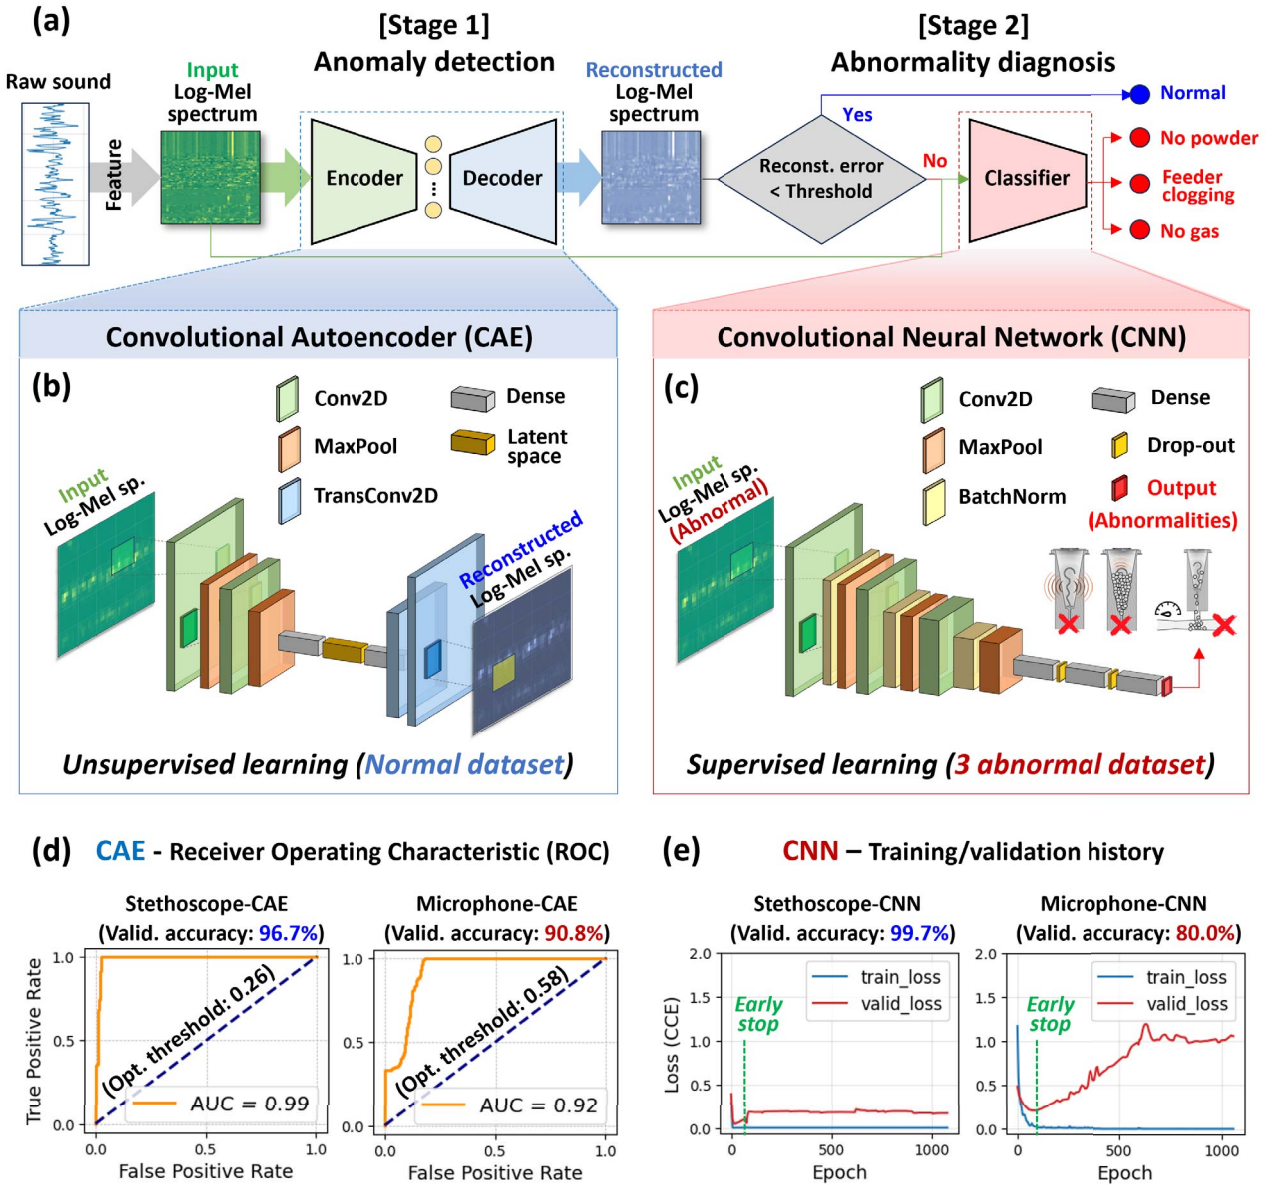 (a)
[Stage 1]
Anomaly detection
[Stage 2]
Abnormality diagnosis
Raw sound
Feature
Input
Log-Mel
spectrum
Encoder
Decoder
Reconstructed
Log-Mel
spectrum
Reconst. error
< Threshold
Yes
No
Classifier
Normal
No powder
Feeder
clogging
No gas
Convolutional Autoencoder (CAE)
(b)
Conv2D
MaxPool
TransConv2D
Dense
Latent
space
Input
Log-Mel sp.
Reconstructed
Log-Mel sp.
Unsupervised learning (Normal dataset)
Convolutional Neural Network (CNN)
(c)
Conv2D
MaxPool
BatchNorm
Dense
Drop-out
Output
(Abnormalities)
Input
Log-Mel sp.
(Abnormal)
Supervised learning (3 abnormal dataset)
(d)
CAE - Receiver Operating Characteristic (ROC)
Stethoscope-CAE
(Valid. accuracy: 96.7%)
True Positive Rate
1.0
0.5
0.0
(Opt. threshold: 0.26)
AUC = 0.99
0.0
0.5
1.0
False Positive Rate
Microphone-CAE
(Valid. accuracy: 90.8%)
1.0
0.5
0.0
(Opt. threshold: 0.58)
AUC = 0.92
0.0
0.5
1.0
False Positive Rate
(e)
CNN – Training/validation history
Stethoscope-CNN
(Valid. accuracy: 99.7%)
Loss (CCE)
2.0
1.5
1.0
0.5
0.0
train_loss
valid_loss
Early
stop
0
500
1000
Epoch
Microphone-CNN
(Valid. accuracy: 80.0%)
2.0
1.5
1.0
0.5
0.0
train_loss
valid_loss
Early
stop
0
500
1000
Epoch